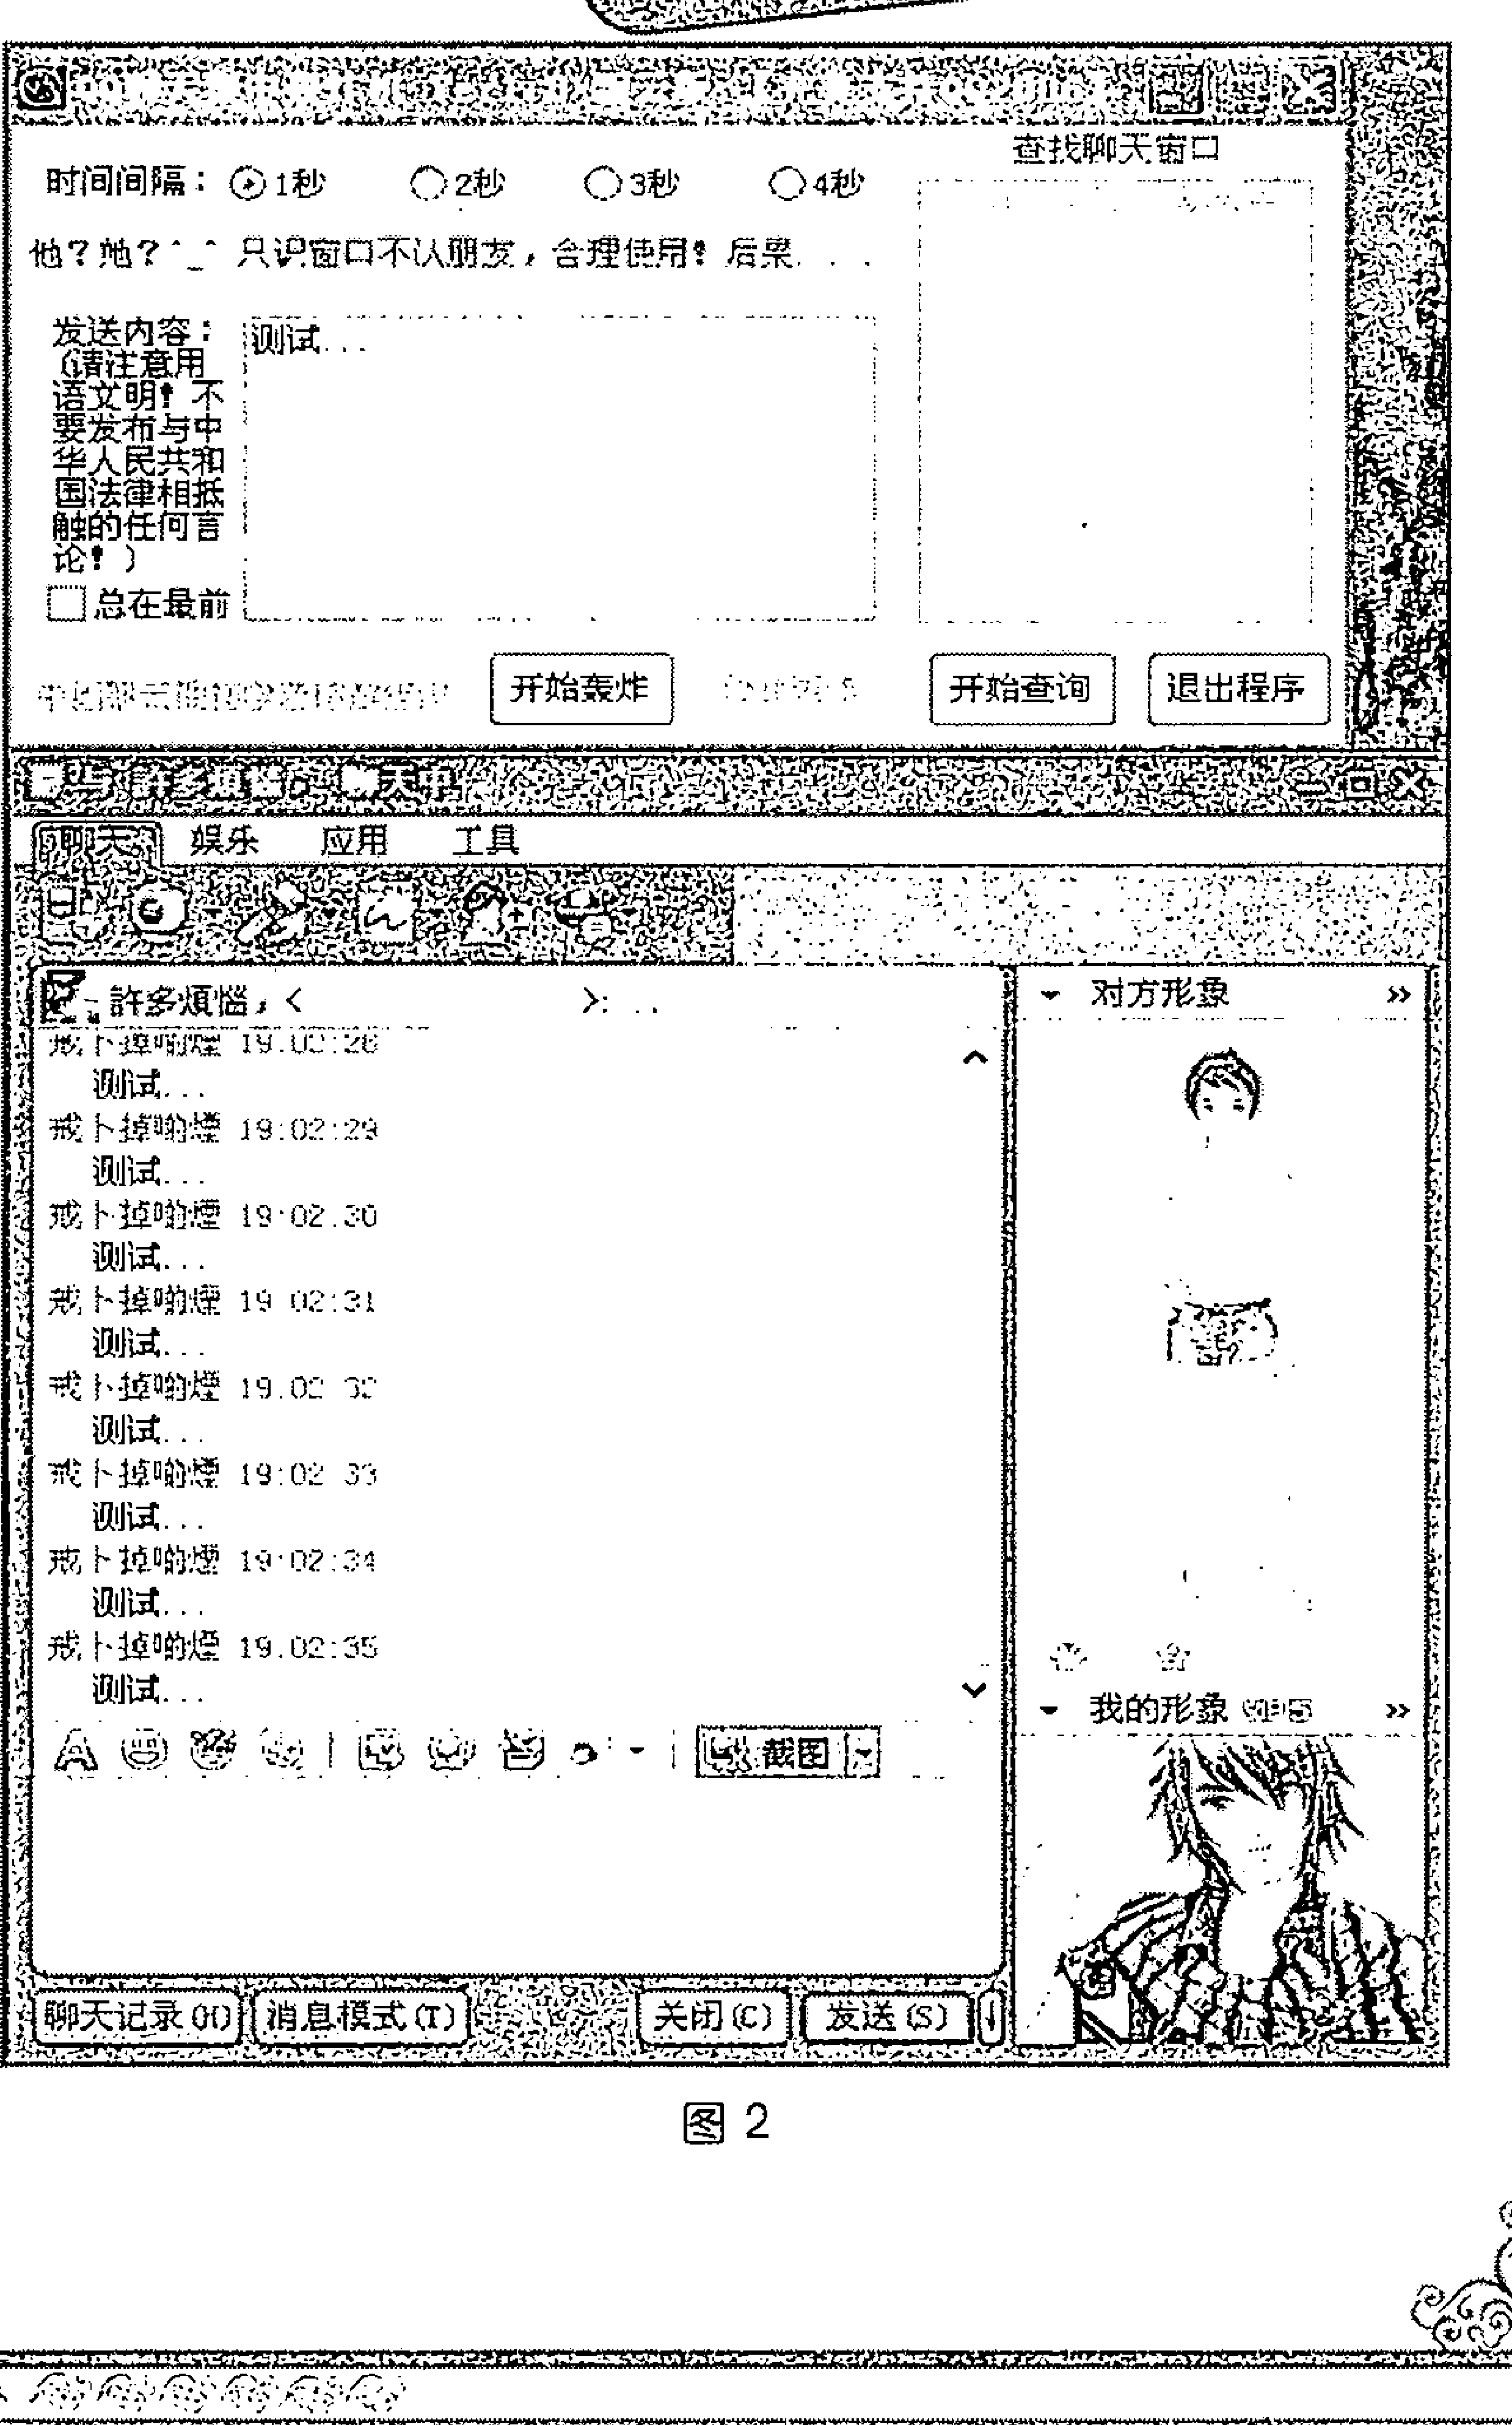 查找聊天窗口
时间间隔： 1秒 2秒 3秒 4秒
他？她？^_^ 只识窗口不认朋友，合理使用！后果....
发送内容：
（请注意用
语文明！不
要发布与中
华人民共和
国法律相抵
触的任何言
论！）
测试...
总在最前
开始轰炸 开始查询 退出程序
聊天中
聊天 娱乐 应用 工具
許多煩惱，< >: ..
对方形象
测试...
戒卜掉啲煙 19:02:29
测试...
戒卜掉啲煙 19:02:30
测试...
戒卜掉啲煙 19:02:31
测试...
戒卜掉啲煙 19:02:32
测试...
戒卜掉啲煙 19:02:33
测试...
戒卜掉啲煙 19:02:34
测试...
戒卜掉啲煙 19:02:35
测试...
我的形象
截图
聊天记录(H) 消息模式(T) 关闭(C) 发送(S)
图 2